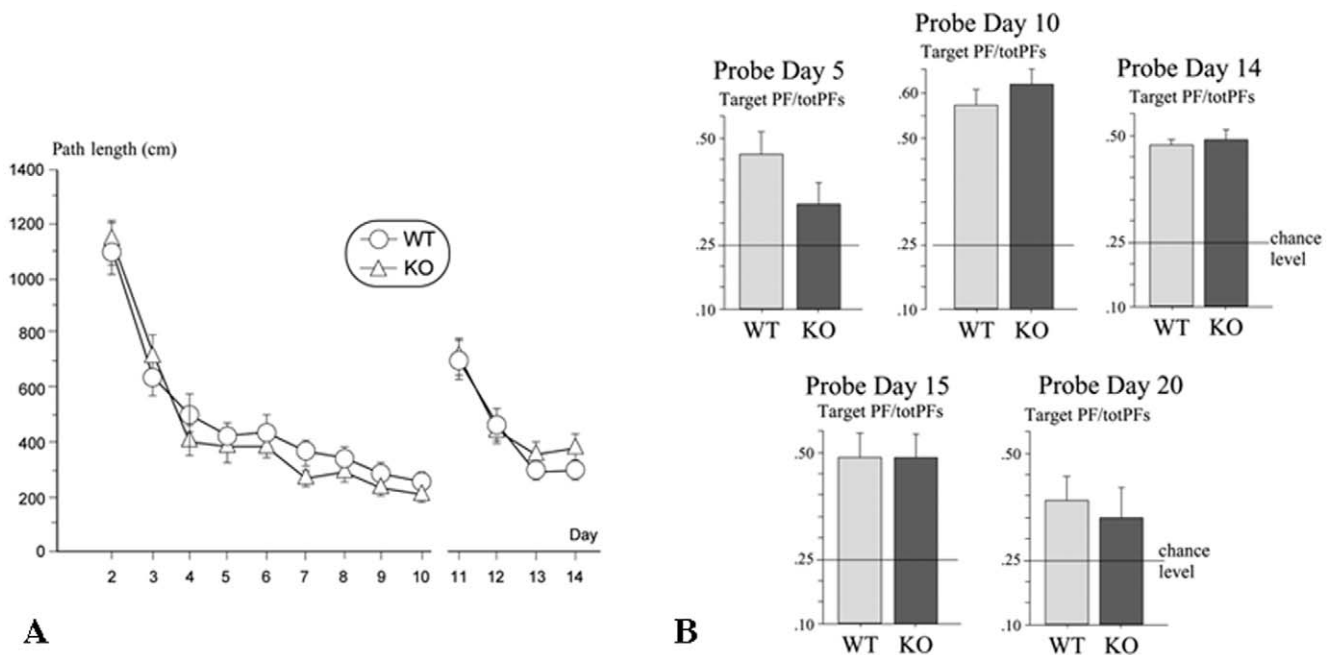 Path length (cm)
1400
1200
1000
800
600
400
200
0
WT
KO
Day
2 3 4 5 6 7 8 9 10 11 12 13 14
A
Probe Day 5
Target PF/totPFs
.50
.25
.10
WT KO
Probe Day 10
Target PF/totPFs
.60
.50
.25
.10
WT KO
Probe Day 14
Target PF/totPFs
.50
.25
.10
chance
level
WT KO
Probe Day 15
Target PF/totPFs
.50
.25
.10
WT KO
Probe Day 20
Target PF/totPFs
.50
.25
.10
chance
level
WT KO
B